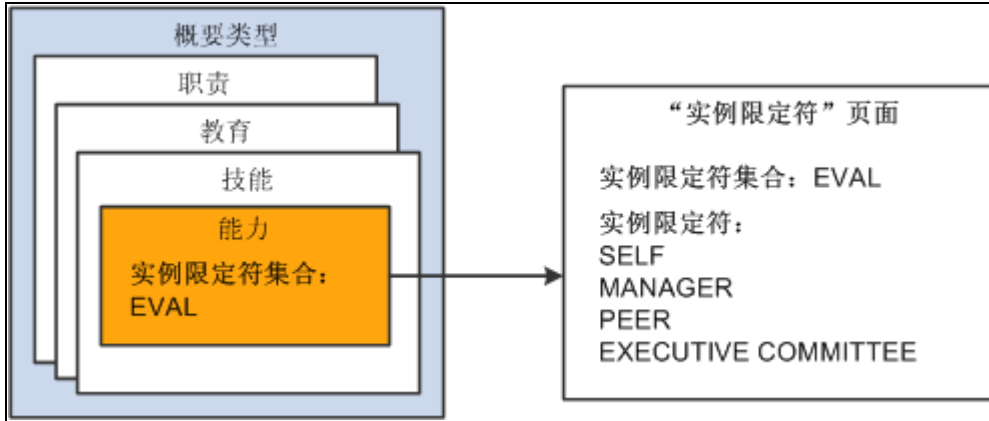 概要类型
职责
教育
技能
能力
实例限定符集合：
EVAL
“实例限定符”页面
实例限定符集合：EVAL
实例限定符：
SELF
MANAGER
PEER
EXECUTIVE COMMITTEE